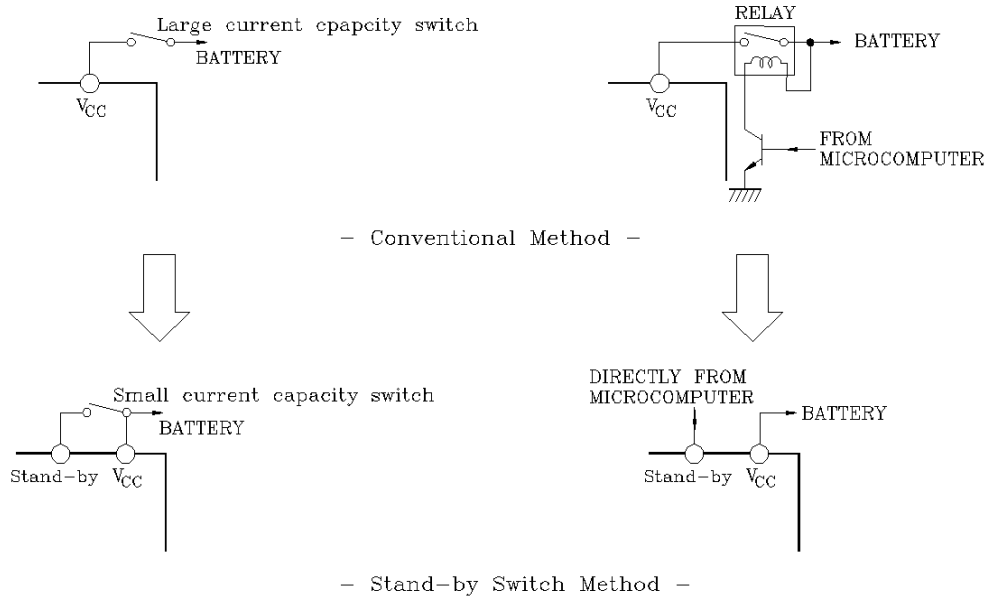 Large current cpapcity switch
BATTERY
VCC
RELAY
BATTERY
VCC
FROM
MICROCOMPUTER
- Conventional Method -
Small current capacity switch
BATTERY
Stand-by VCC
DIRECTLY FROM
MICROCOMPUTER
BATTERY
Stand-by VCC
- Stand-by Switch Method -